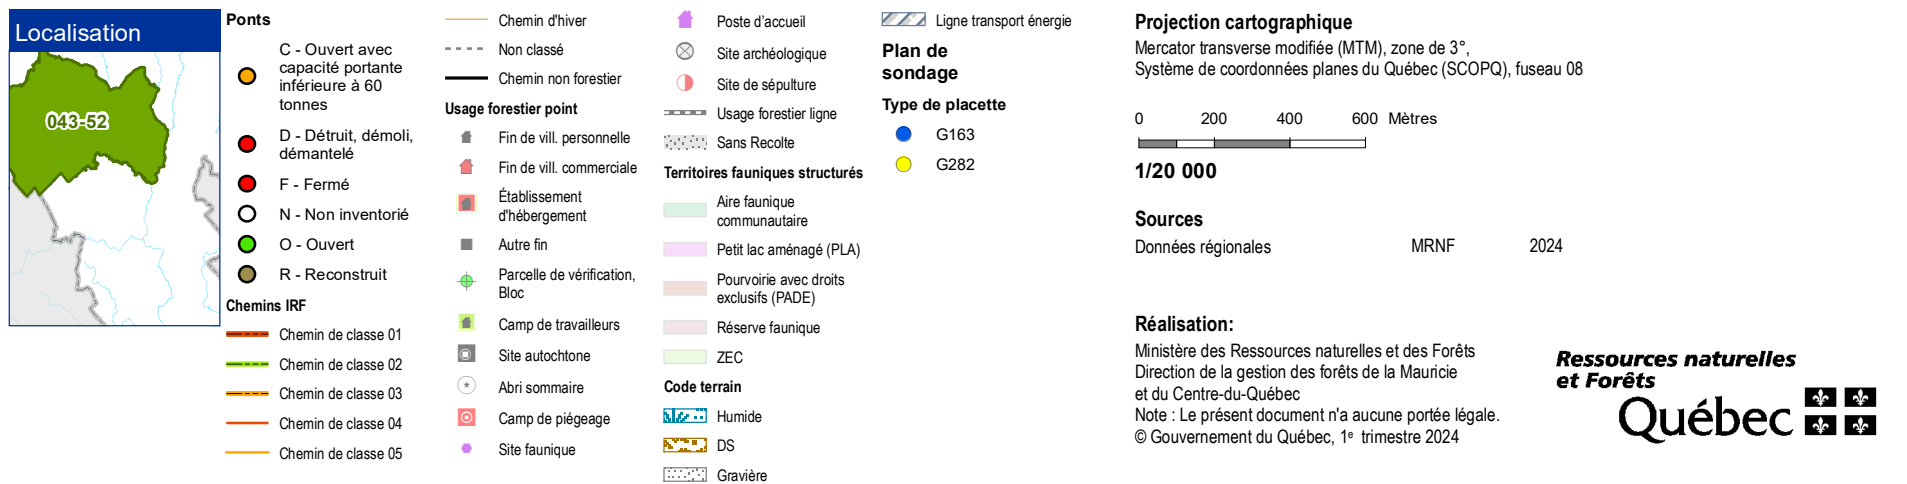 Localisation
043-52
Ponts
C - Ouvert avec
capacité portante
inférieure à 60
tonnes
D - Détruit, démoli,
démantelé
F - Fermé
N - Non inventorié
O - Ouvert
R - Reconstruit
Chemins IRF
Chemin de classe 01
Chemin de classe 02
Chemin de classe 03
Chemin de classe 04
Chemin de classe 05
Chemin d'hiver
Non classé
Chemin non forestier
Usage forestier point
Fin de vill. personnelle
Fin de vill. commerciale
Établissement
d'hébergement
Autre fin
Parcelle de vérification,
Bloc
Camp de travailleurs
Site autochtone
Abri sommaire
Camp de piégeage
Site faunique
Poste d'accueil
Site archéologique
Site de sépulture
Usage forestier ligne
Sans Recolte
Territoires fauniques structurés
Aire faunique
communautaire
Petit lac aménagé (PLA)
Pourvoirie avec droits
exclusifs (PADE)
Réserve faunique
ZEC
Code terrain
Humide
DS
Gravière
Ligne transport énergie
Plan de
sondage
Type de placette
G163
G282
Projection cartographique
Mercator transverse modifiée (MTM), zone de 3°,
Système de coordonnées planes du Québec (SCOPQ), fuseau 08
0 200 400 600 Mètres
1/20 000
Sources
Données régionales MRNF 2024
Réalisation:
Ministère des Ressources naturelles et des Forêts
Direction de la gestion des forêts de la Mauricie
et du Centre-du-Québec
Note : Le présent document n'a aucune portée légale.
© Gouvernement du Québec, 1e trimestre 2024
Ressources naturelles
et Forêts
Québec